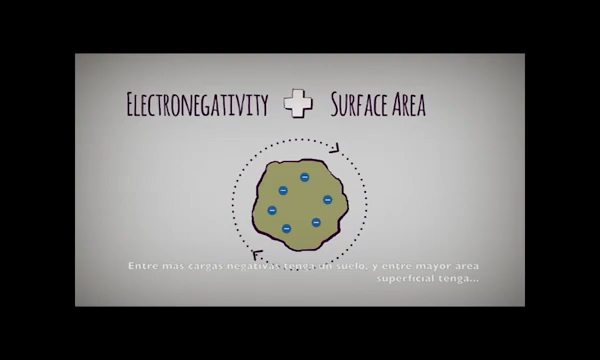 ELECTRONEGATIVITY + SURFACE AREA
Entre mas cargas negativas tenga un suelo, y entre mayor area
superficial tenga...